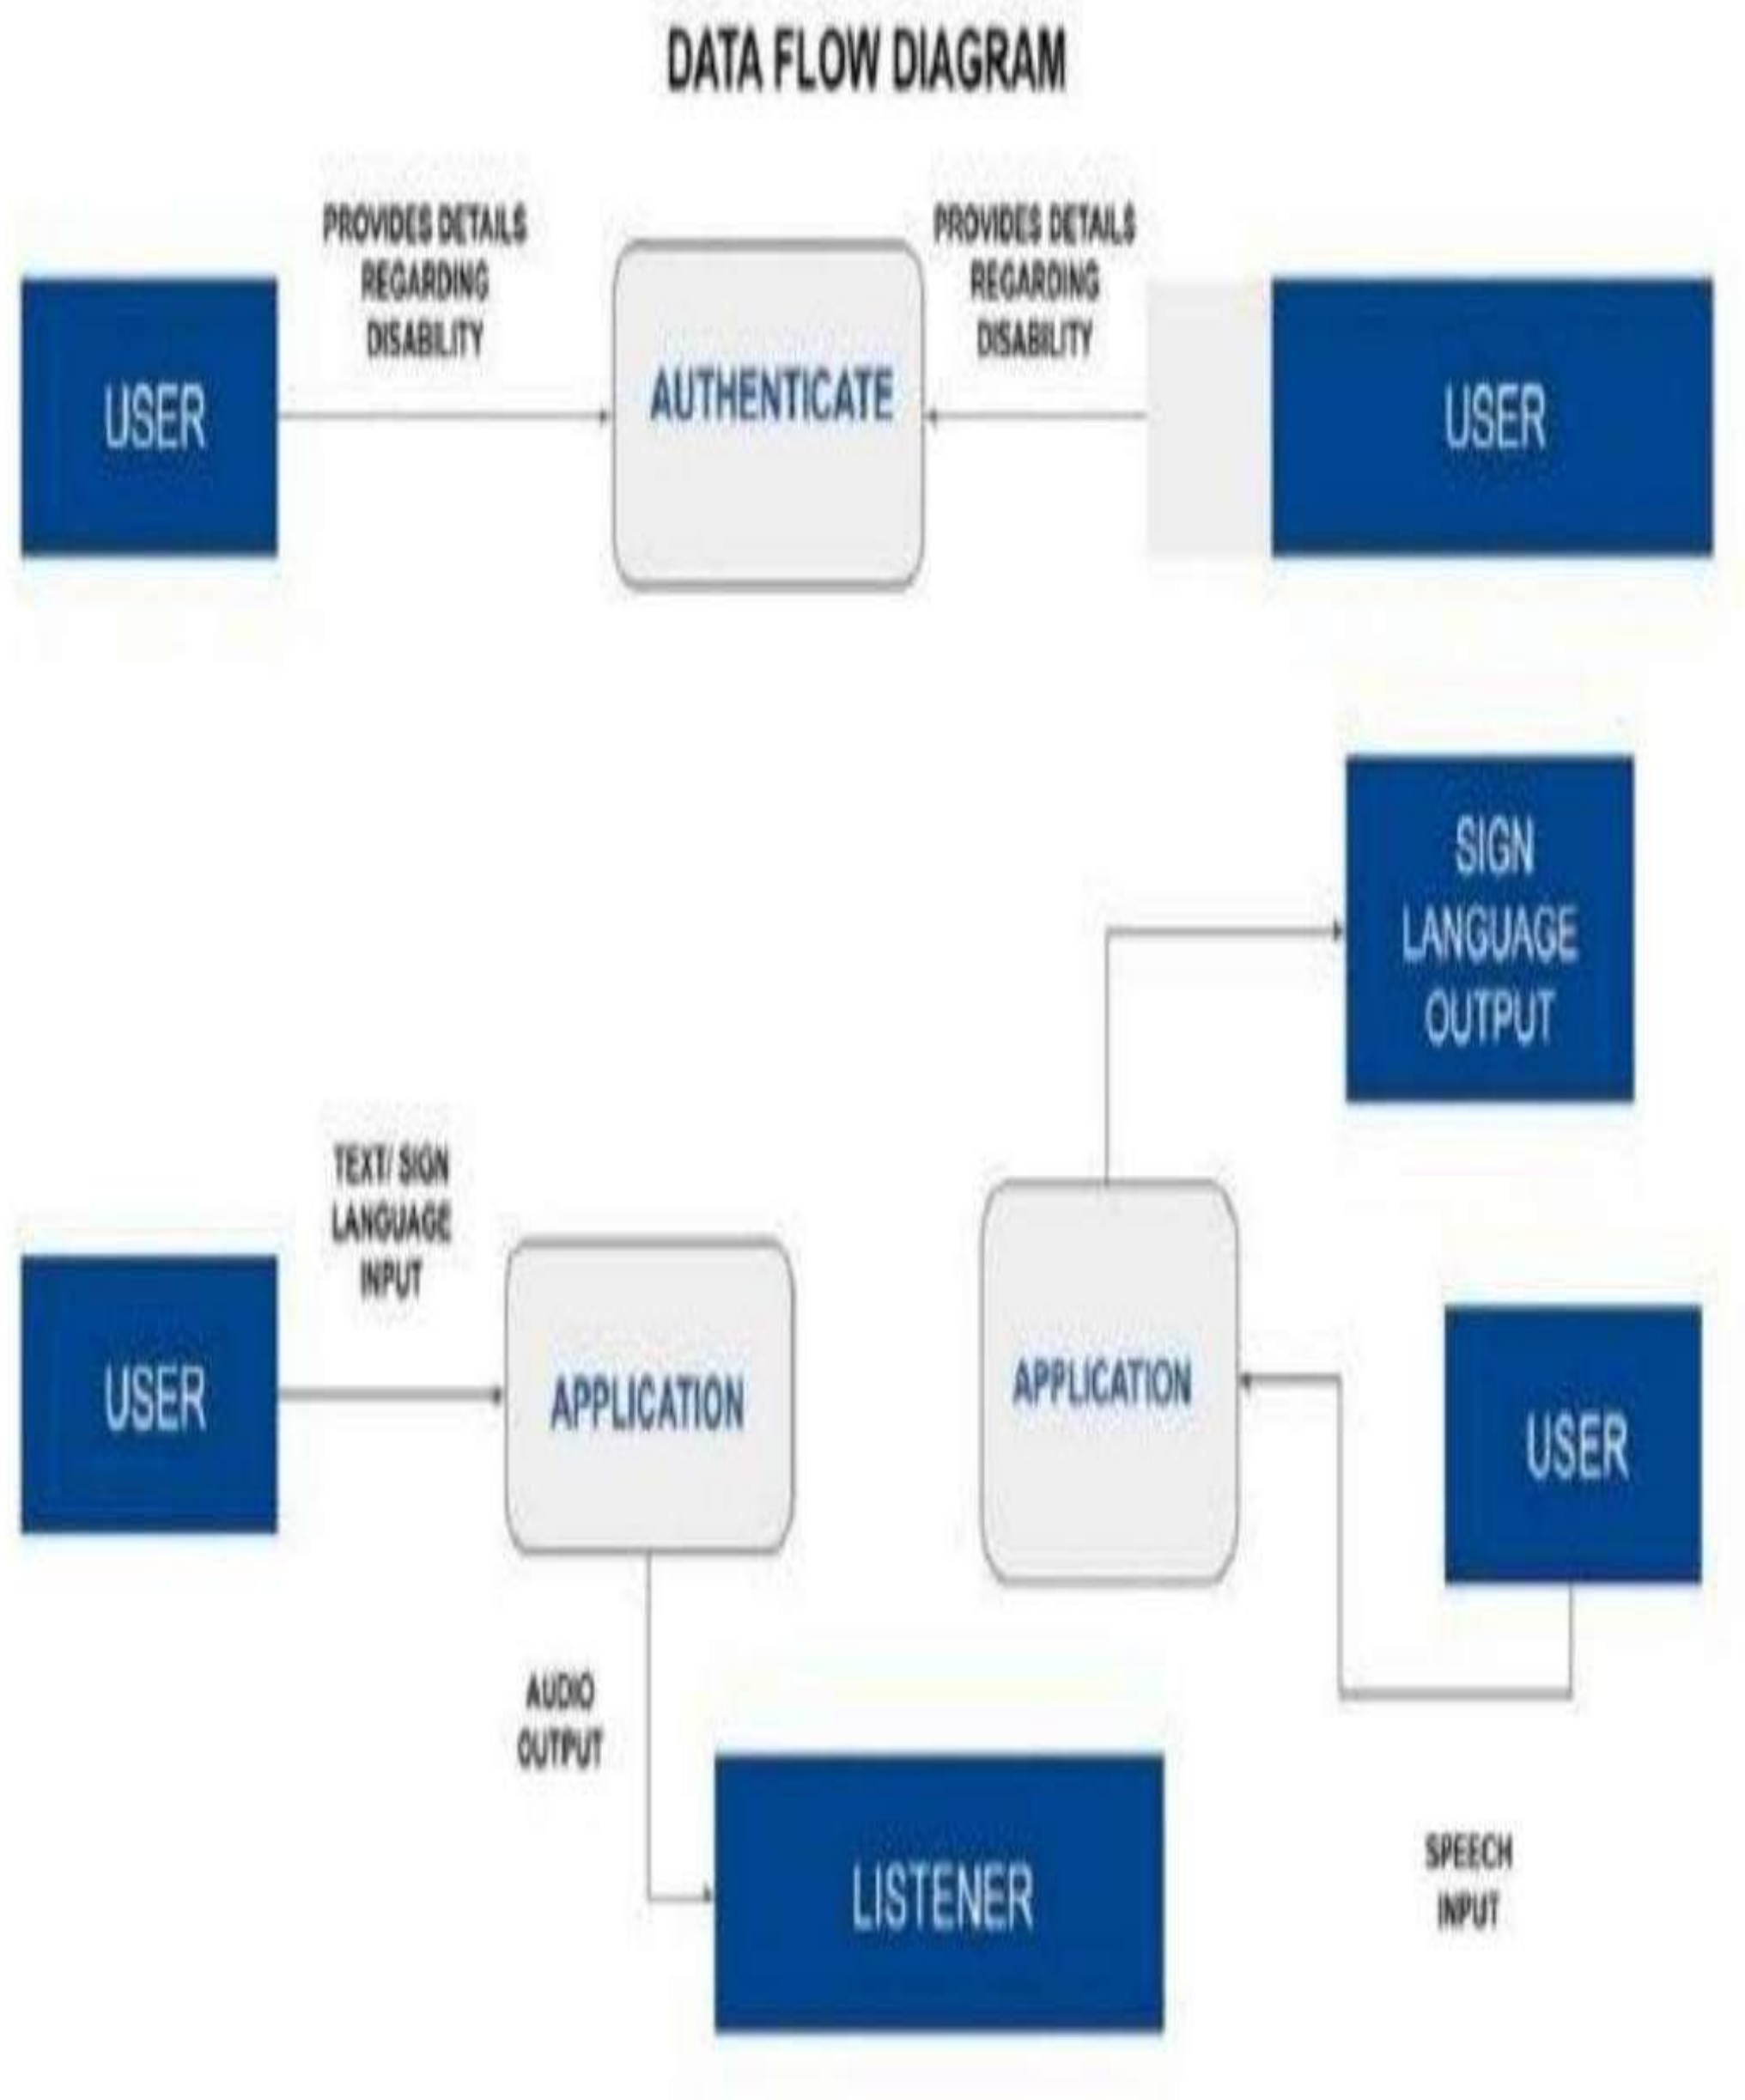 DATA FLOW DIAGRAM
PROVIDES DETAILS
REGARDING
DISABILITY
PROVIDES DETAILS
REGARDING
DISABILITY
USER
AUTHENTICATE
USER
SIGN
LANGUAGE
OUTPUT
TEXT/ SIGN
LANGUAGE
INPUT
USER
APPLICATION
APPLICATION
USER
AUDIO
OUTPUT
LISTENER
SPEECH
INPUT